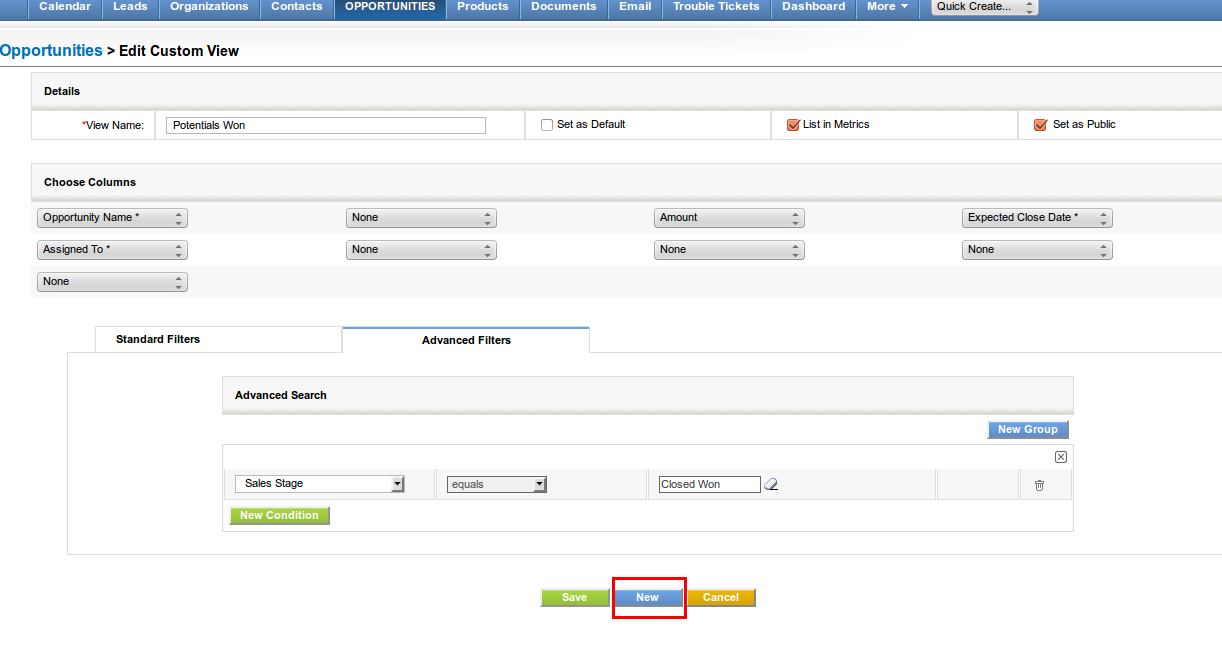 Calendar Leads Organizations Contacts OPPORTUNITIES Products Documents Email Trouble Tickets Dashboard More Quick Create...
Opportunities > Edit Custom View
Details
*View Name: Potentials Won Set as Default List in Metrics Set as Public
Choose Columns
Opportunity Name * None Amount Expected Close Date *
Assigned To * None None None
None
Standard Filters Advanced Filters
Advanced Search
New Group
Sales Stage equals Closed Won
New Condition
Save New Cancel